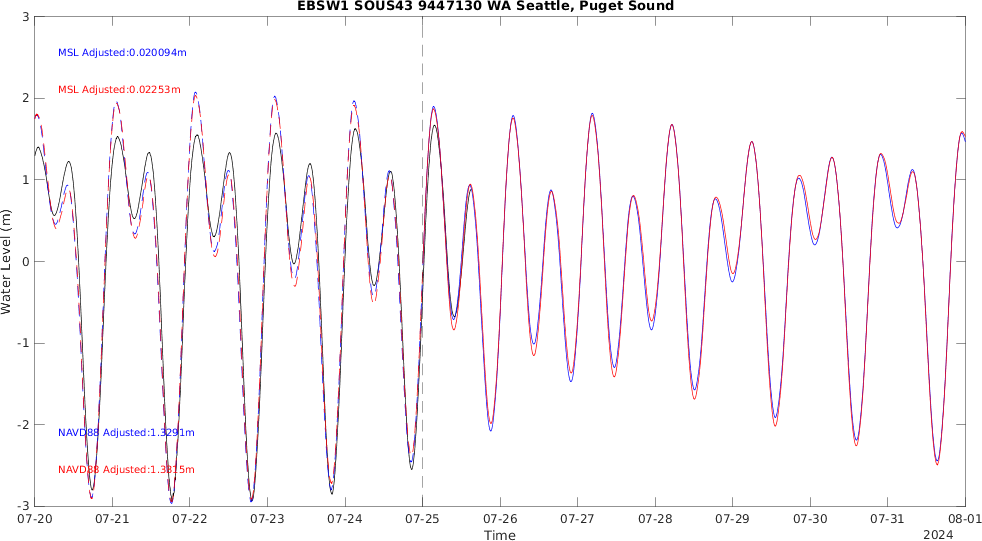 EBSW1 SOUS43 9447130 WA Seattle, Puget Sound
3
MSL Adjusted:0.020094m
MSL Adjusted:0.02253m
2
1
0
-1
-2
-3
Water Level (m)
NAVD88 Adjusted:1.3291m
NAVD88 Adjusted:1.3315m
07-20 07-21 07-22 07-23 07-24 07-25 07-26 07-27 07-28 07-29 07-30 07-31 08-01
Time
2024